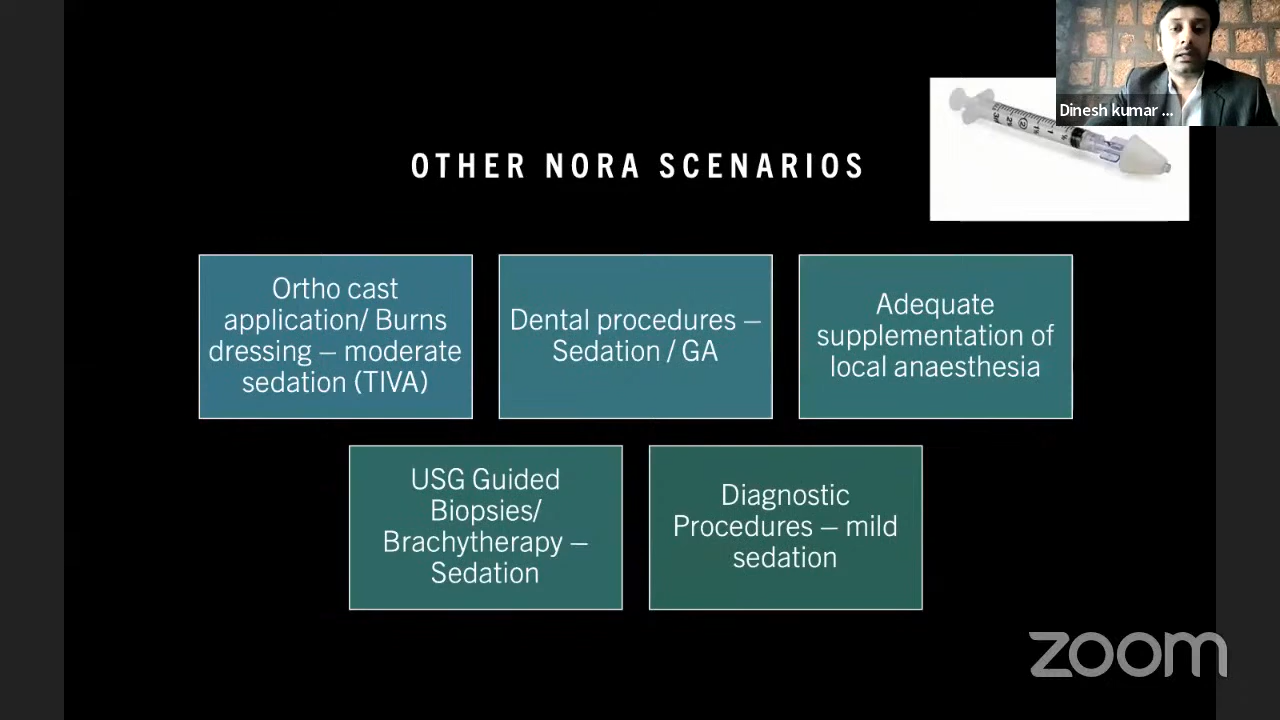 Dinesh kumar ...
OTHER NORA SCENARIOS
Ortho cast
application/ Burns
dressing – moderate
sedation (TIVA)
Dental procedures –
Sedation / GA
Adequate
supplementation of
local anaesthesia
USG Guided
Biopsies/
Brachytherapy –
Sedation
Diagnostic
Procedures – mild
sedation
zoom